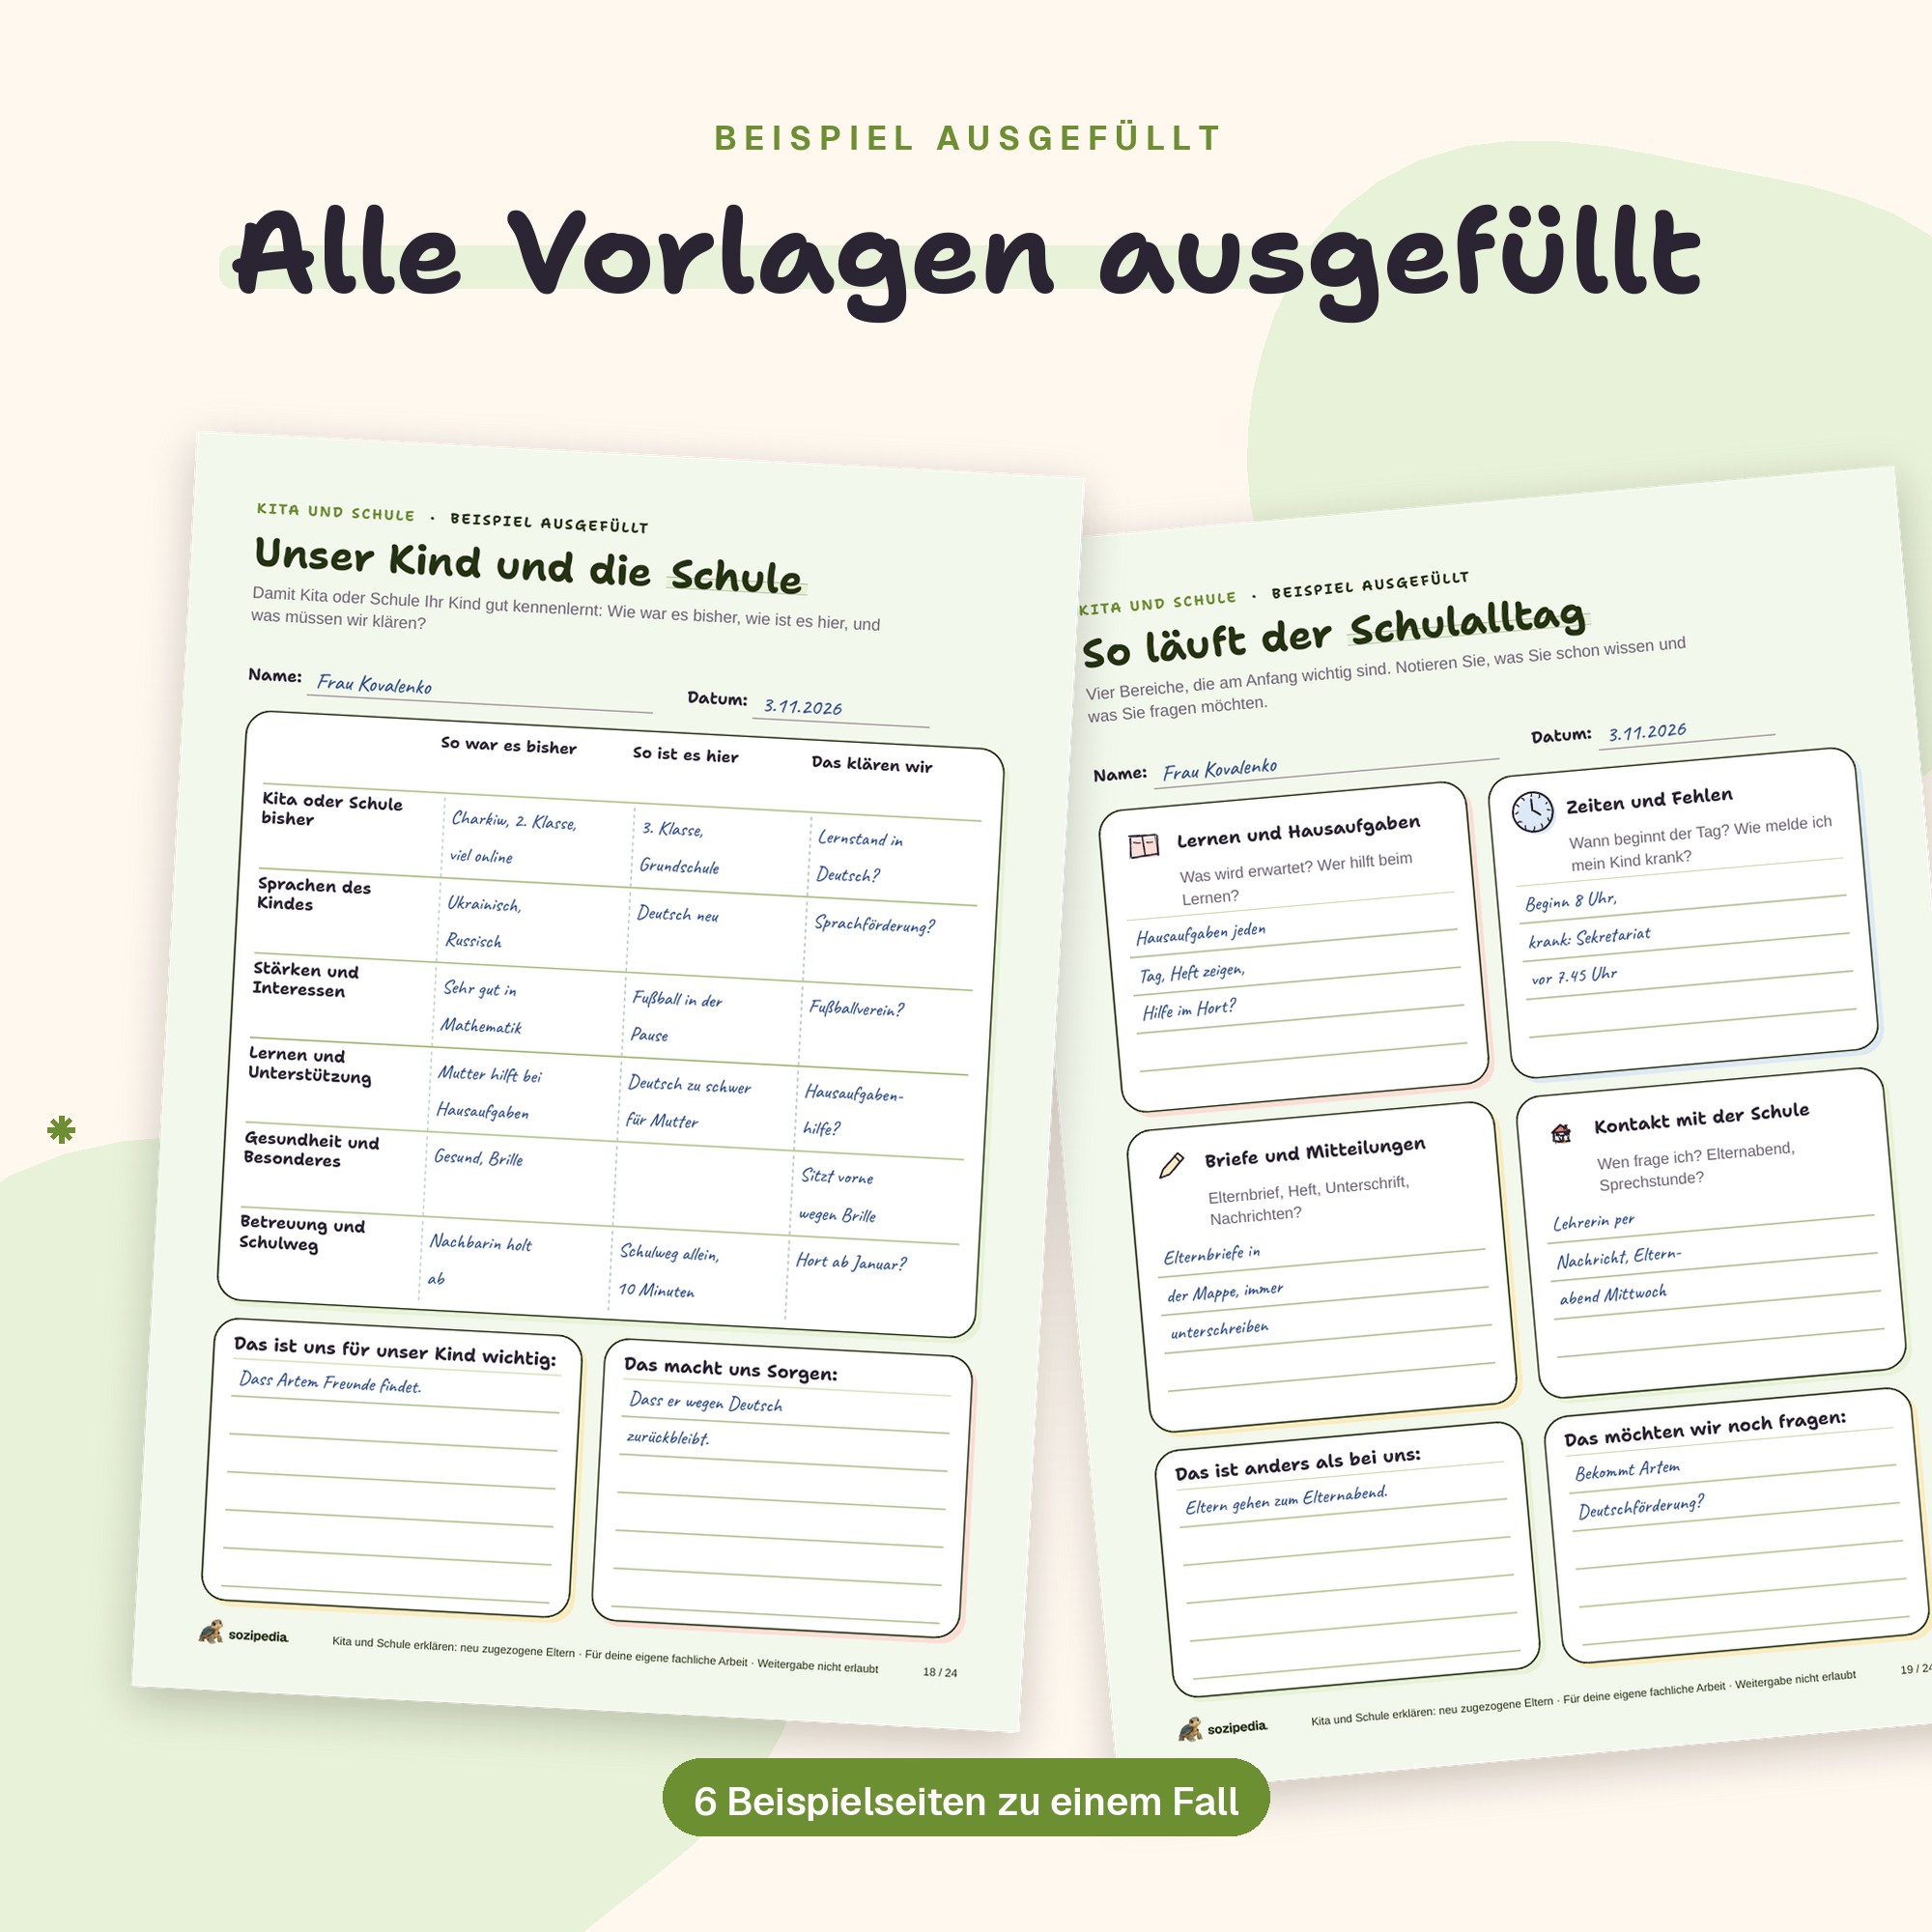 BEISPIEL AUSGEFÜLLT
Alle Vorlagen ausgefüllt
KITA UND SCHULE · BEISPIEL AUSGEFÜLLT
Unser Kind und die Schule
Damit Kita oder Schule Ihr Kind gut kennenlernt: Wie war es bisher, wie ist es hier, und
was müssen wir klären?
Name: Frau Kovalenko Datum: 3.11.2026
So war es bisher So ist es hier Das klären wir
Kita oder Schule
bisher
Charkiw, 2. Klasse,
viel online
3. Klasse,
Grundschule
Lernstand in
Deutsch?
Sprachen des
Kindes
Ukrainisch,
Russisch
Deutsch neu
Sprachförderung?
Stärken und
Interessen
Sehr gut in
Mathematik
Fußball in der
Pause
Fußballverein?
Lernen und
Unterstützung
Mutter hilft bei
Hausaufgaben
Deutsch zu schwer
für Mutter
Hausaufgaben-
hilfe?
Gesundheit und
Besonderes
Gesund, Brille
Sitzt vorne
wegen Brille
Betreuung und
Schulweg
Nachbarin holt
ab
Schulweg allein,
10 Minuten
Hort ab Januar?
Das ist uns für unser Kind wichtig:
Dass Artem Freunde findet.
Das macht uns Sorgen:
Dass er wegen Deutsch
zurückbleibt.
sozipedia. Kita und Schule erklären: neu zugezogene Eltern · Für deine eigene fachliche Arbeit · Weitergabe nicht erlaubt 18 / 24
KITA UND SCHULE · BEISPIEL AUSGEFÜLLT
So läuft der Schulalltag
Vier Bereiche, die am Anfang wichtig sind. Notieren Sie, was Sie schon wissen und
was Sie fragen möchten.
Name: Frau Kovalenko Datum: 3.11.2026
Lernen und Hausaufgaben
Was wird erwartet? Wer hilft beim
Lernen?
Hausaufgaben jeden
Tag, Heft zeigen,
Hilfe im Hort?
Zeiten und Fehlen
Wann beginnt der Tag? Wie melde ich
mein Kind krank?
Beginn 8 Uhr,
krank: Sekretariat
vor 7.45 Uhr
Briefe und Mitteilungen
Elternbrief, Heft, Unterschrift,
Nachrichten?
Elternbriefe in
der Mappe, immer
unterschreiben
Kontakt mit der Schule
Wen frage ich? Elternabend,
Sprechstunde?
Lehrerin per
Nachricht, Eltern-
abend Mittwoch
Das ist anders als bei uns:
Eltern gehen zum Elternabend.
Das möchten wir noch fragen:
Bekommt Artem
Deutschförderung?
sozipedia. Kita und Schule erklären: neu zugezogene Eltern · Für deine eigene fachliche Arbeit · Weitergabe nicht erlaubt 19 / 24
6 Beispielseiten zu einem Fall